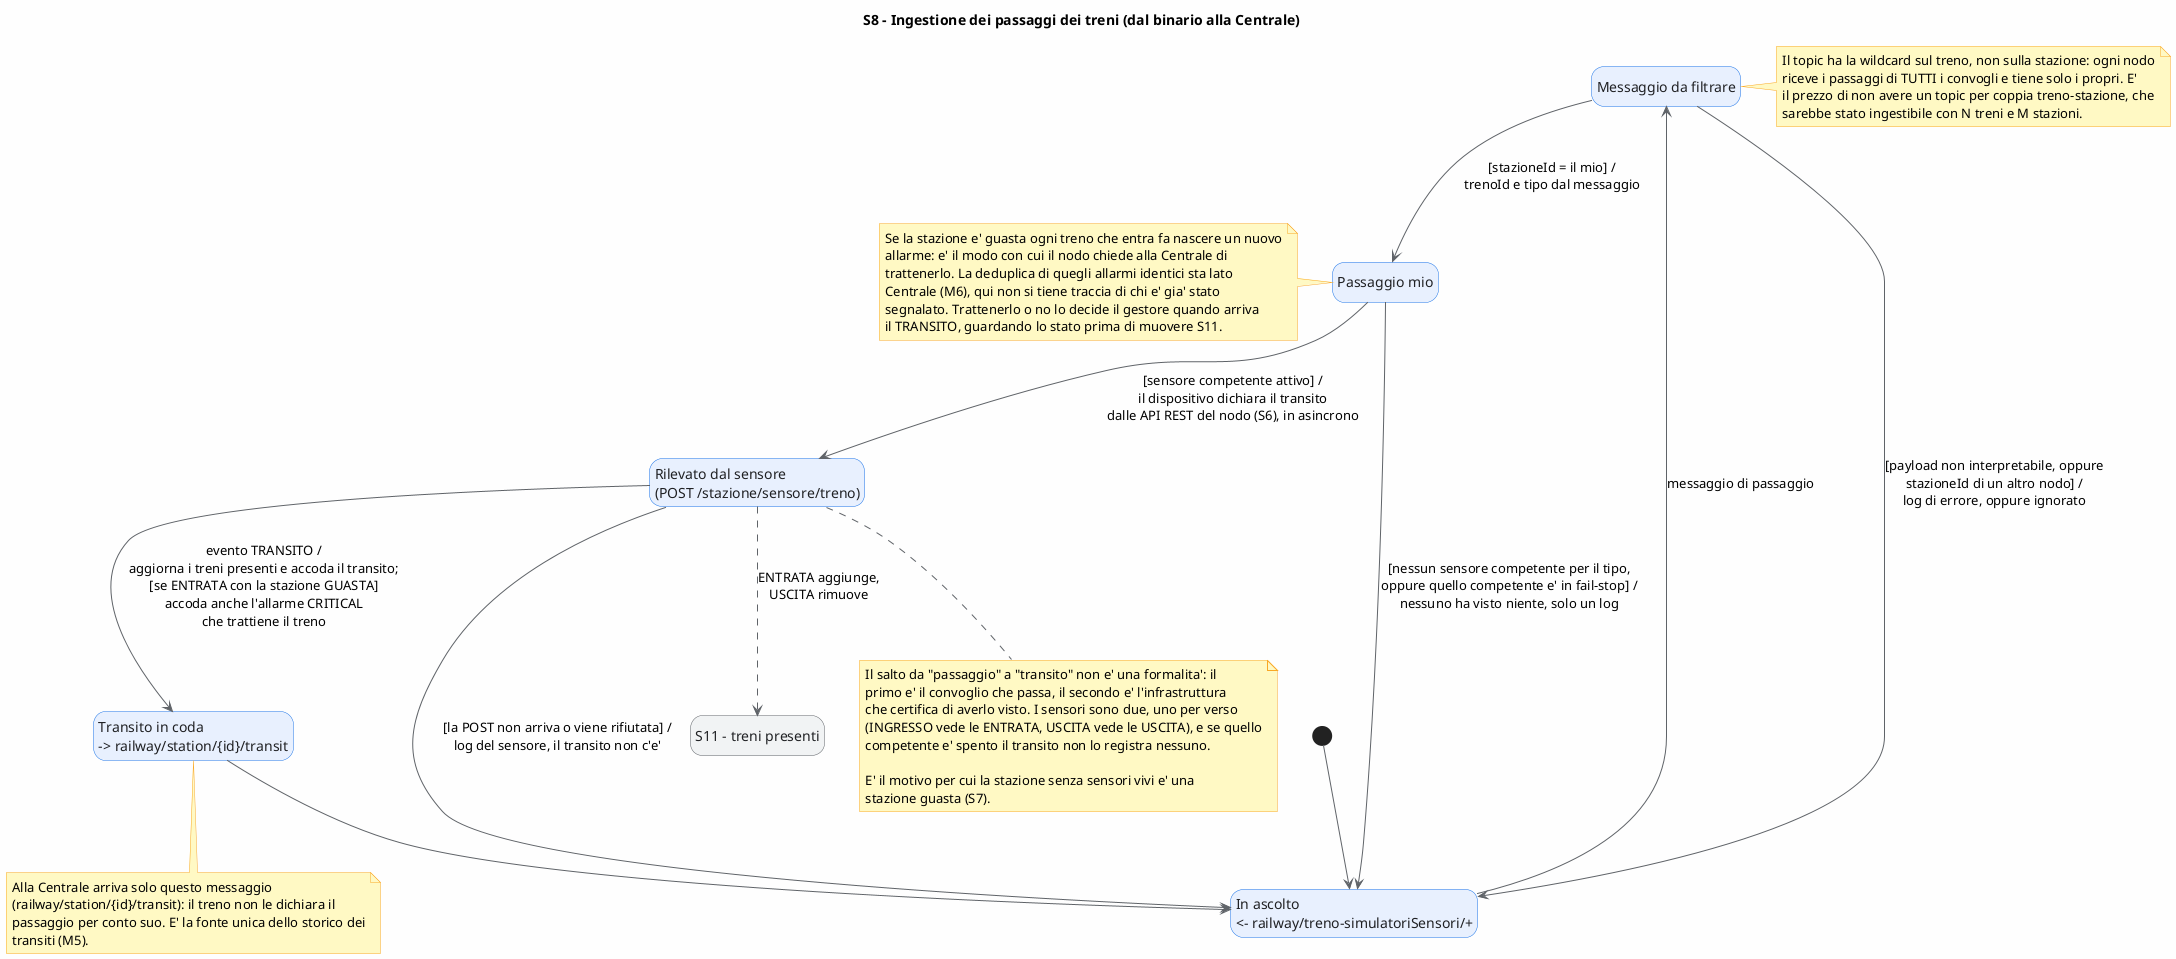 S8 - Ingestione dei passaggi dei treni (dal binario alla Centrale)
Messaggio da filtrare
Il topic ha la wildcard sul treno, non sulla stazione: ogni nodo
riceve i passaggi di TUTTI i convogli e tiene solo i propri. E'
il prezzo di non avere un topic per coppia treno-stazione, che
sarebbe stato ingestibile con N treni e M stazioni.
[stazioneId = il mio] /
trenoId e tipo dal messaggio
Se la stazione e' guasta ogni treno che entra fa nascere un nuovo
allarme: e' il modo con cui il nodo chiede alla Centrale di
trattenerlo. La deduplica di quegli allarmi identici sta lato
Centrale (M6), qui non si tiene traccia di chi e' gia' stato
segnalato. Trattenerlo o no lo decide il gestore quando arriva
il TRANSITO, guardando lo stato prima di muovere S11.
Passaggio mio
[sensore competente attivo] /
il dispositivo dichiara il transito
dalle API REST del nodo (S6), in asincrono
Rilevato dal sensore
(POST /stazione/sensore/treno)
messaggio di passaggio
[payload non interpretabile, oppure
stazioneId di un altro nodo] /
log di errore, oppure ignorato
evento TRANSITO /
aggiorna i treni presenti e accoda il transito;
[se ENTRATA con la stazione GUASTA]
accoda anche l'allarme CRITICAL
che trattiene il treno
ENTRATA aggiunge,
USCITA rimuove
[nessun sensore competente per il tipo,
oppure quello competente e' in fail-stop] /
nessuno ha visto niente, solo un log
Transito in coda
-> railway/station/{id}/transit
[la POST non arriva o viene rifiutata] /
log del sensore, il transito non c'e'
S11 - treni presenti
Il salto da "passaggio" a "transito" non e' una formalita': il
primo e' il convoglio che passa, il secondo e' l'infrastruttura
che certifica di averlo visto. I sensori sono due, uno per verso
(INGRESSO vede le ENTRATA, USCITA vede le USCITA), e se quello
competente e' spento il transito non lo registra nessuno.
E' il motivo per cui la stazione senza sensori vivi e' una
stazione guasta (S7).
Alla Centrale arriva solo questo messaggio
(railway/station/{id}/transit): il treno non le dichiara il
passaggio per conto suo. E' la fonte unica dello storico dei
transiti (M5).
In ascolto
<- railway/treno-simulatoriSensori/+